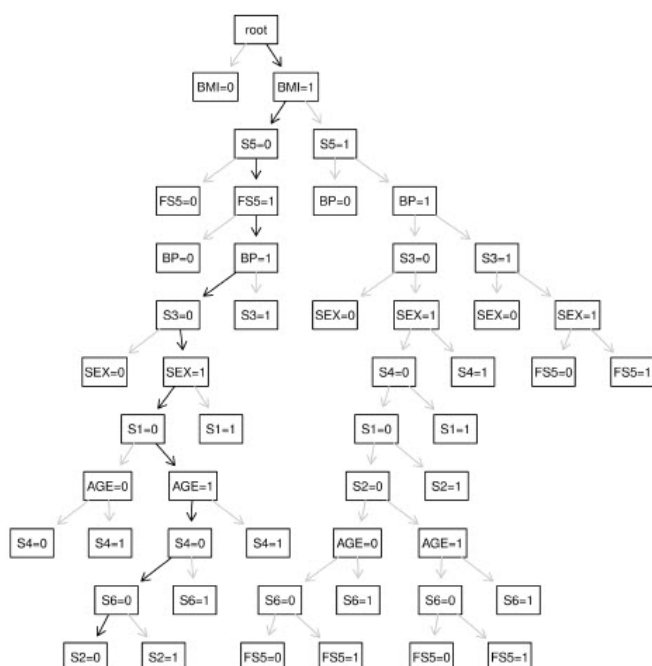 root
BMI=0 BMI=1
S5=0 S5=1
FS5=0 FS5=1 BP=0 BP=1
BP=0 BP=1 S3=0 S3=1
S3=0 S3=1 SEX=0 SEX=1 SEX=0 SEX=1
SEX=0 SEX=1 S4=0 S4=1 FS5=0 FS5=1
S1=0 S1=1 S1=0 S1=1
AGE=0 AGE=1 S2=0 S2=1
S4=0 S4=1 S4=0 S4=1 AGE=0 AGE=1
S6=0 S6=1 S6=0 S6=1 S6=0 S6=1
S2=0 S2=1 FS5=0 FS5=1 FS5=0 FS5=1